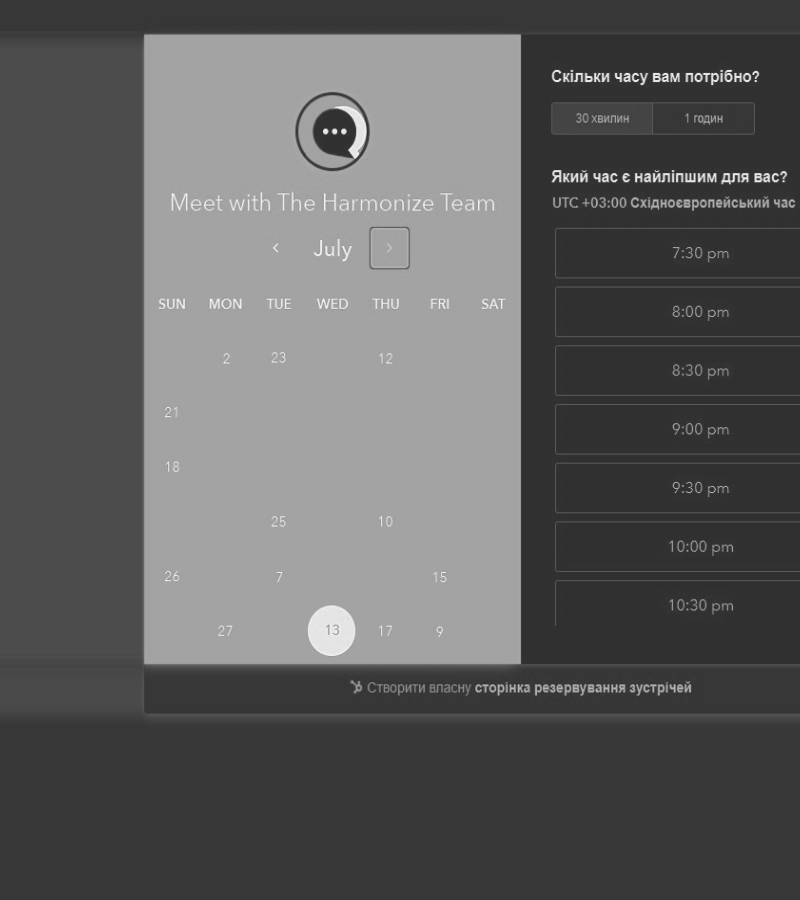 Meet with The Harmonize Team
July
SUN MON TUE WED THU FRI SAT
2 23 12
21
18
25 10
26 7 15
27 13 17 9
Скільки часу вам потрібно?
30 хвилин 1 годин
Який час є найліпшим для вас?
UTC +03:00 Східноєвропейський час
7:30 pm
8:00 pm
8:30 pm
9:00 pm
9:30 pm
10:00 pm
10:30 pm
Створити власну сторінка резервування зустрічей